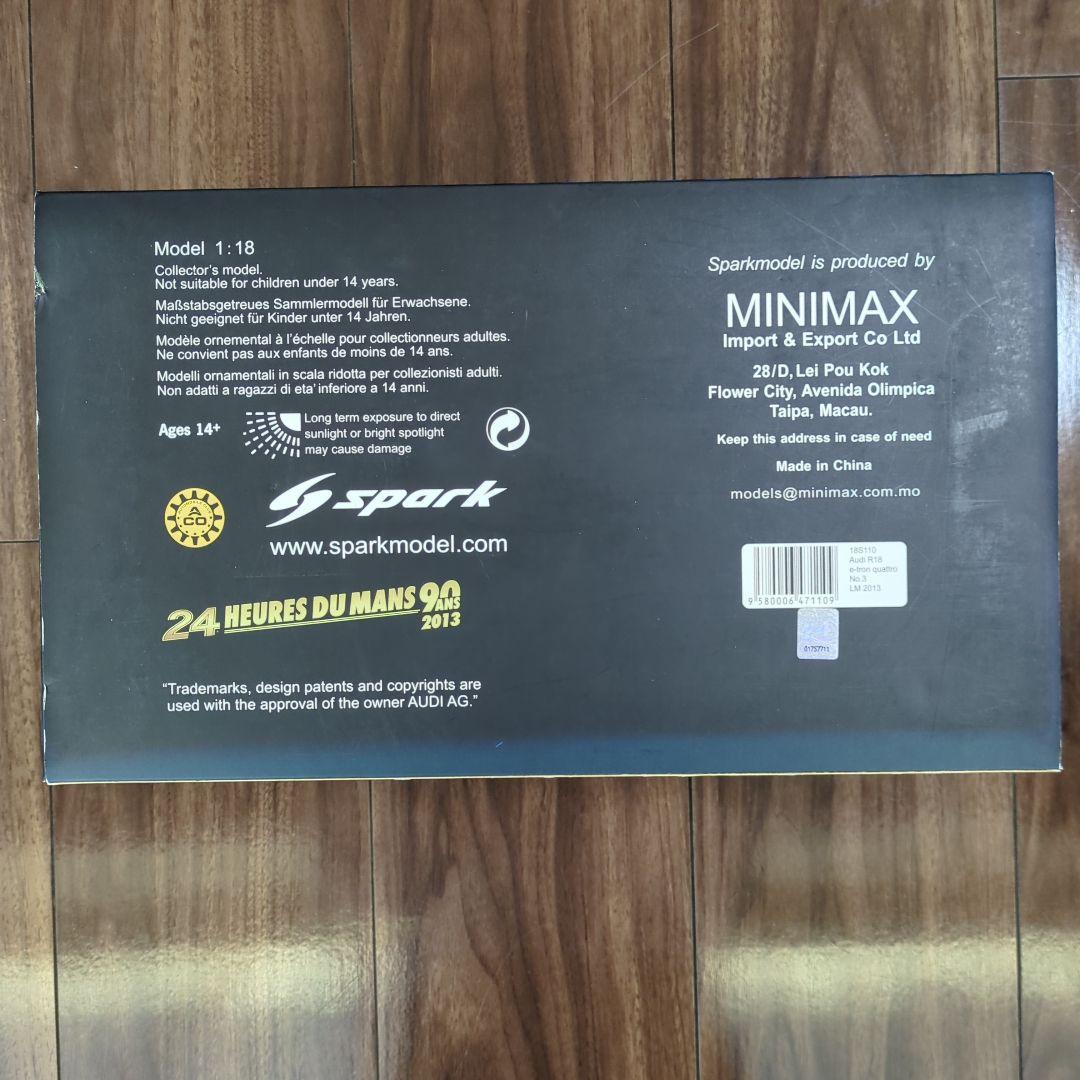 Model 1:18
Collector's model.
Not suitable for children under 14 years.
Maßstabsgetreues Sammlermodell für Erwachsene.
Nicht geeignet für Kinder unter 14 Jahren.
Modèle ornemental à l'échelle pour collectionneurs adultes.
Ne convient pas aux enfants de moins de 14 ans.
Modelli ornamentali in scala ridotta per collezionisti adulti.
Non adatti a ragazzi di eta' inferiore a 14 anni.
Ages 14+
Long term exposure to direct
sunlight or bright spotlight
may cause damage
ACO
spark
www.sparkmodel.com
24 HEURES DU MANS 90
ANS
2013
"Trademarks, design patents and copyrights are
used with the approval of the owner AUDI AG."
Sparkmodel is produced by
MINIMAX
Import & Export Co Ltd
28/D, Lei Pou Kok
Flower City, Avenida Olimpica
Taipa, Macau.
Keep this address in case of need
Made in China
models@minimax.com.mo
18S110
Audi R18
e-tron quattro
No.3
LM 2013
9 580006 471109
01757711